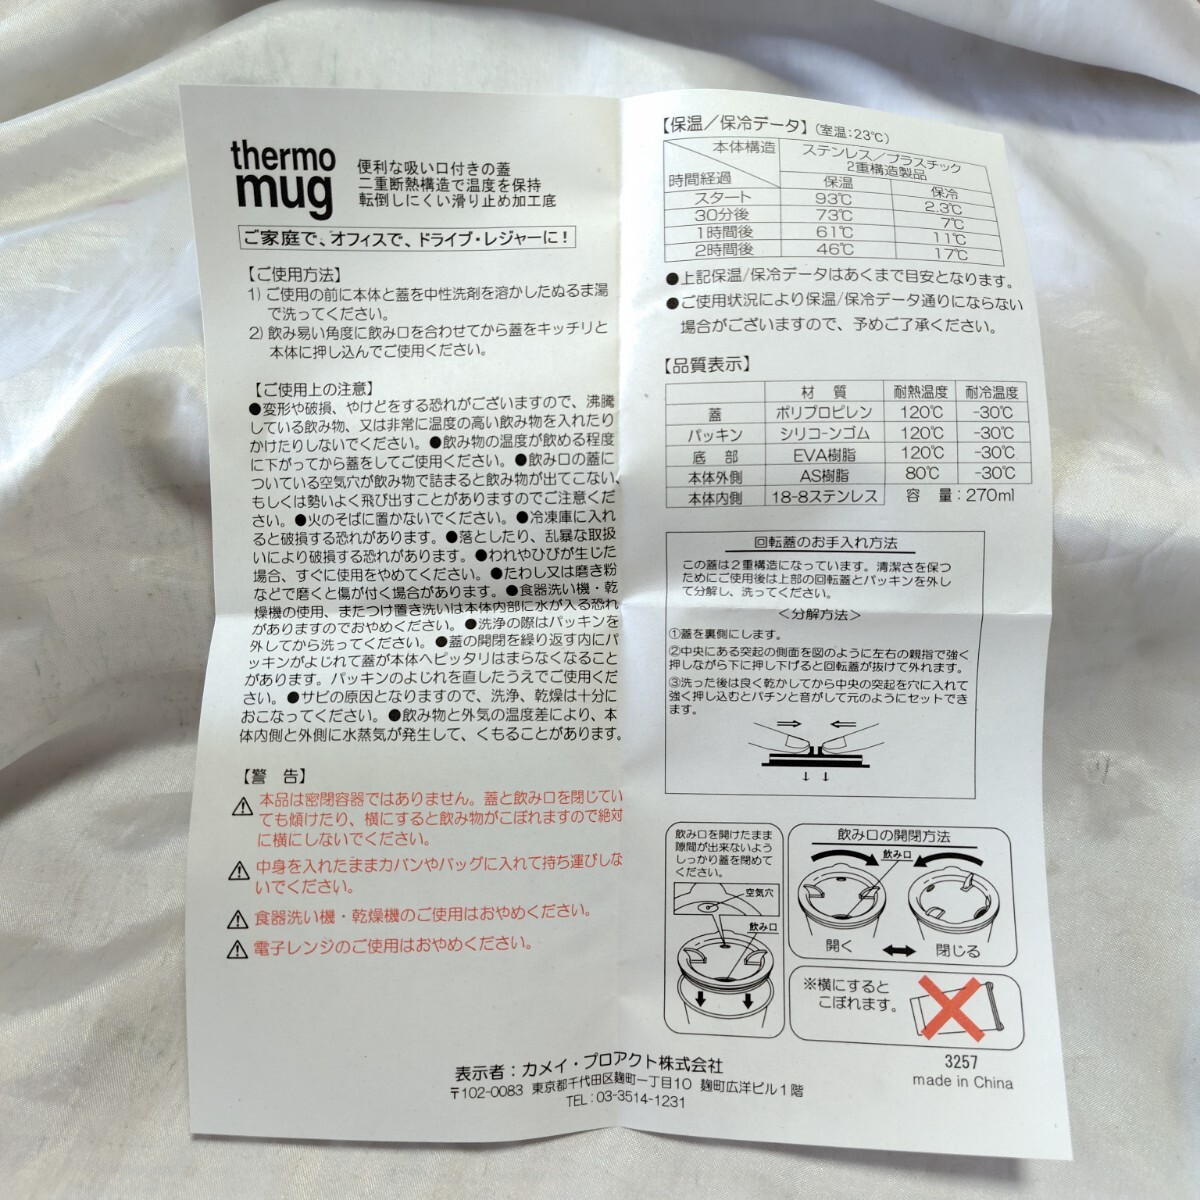 thermo
mug
便利な吸い口付きの蓋
二重断熱構造で温度を保持
転倒しにくい滑り止め加工底
ご家庭で、オフィスで、ドライブ・レジャーに!
【ご使用方法】
1) ご使用の前に本体と蓋を中性洗剤を溶かしたぬるま湯
で洗ってください。
2) 飲み易い角度に飲み口を合わせてから蓋をキッチリと
本体に押し込んでご使用ください。
【ご使用上の注意】
●変形や破損、やけどをする恐れがございますので、沸騰
している飲み物、又は非常に温度の高い飲み物を入れたり
かけたりしないでください。●飲み物の温度が飲める程度
に下がってから蓋をしてご使用ください。●飲み口の蓋に
ついている空気穴が飲み物で詰まると飲み物が出てこない、
もしくは勢いよく飛び出すことがありますのでご注意くだ
さい。●火のそばに置かないでください。●冷凍庫に入れ
ると破損する恐れがあります。●落としたり、乱暴な取扱
いにより破損する恐れがあります。●われやひびが生じた
場合、すぐに使用をやめてください。●たわし又は磨き粉
などで磨くと傷が付く場合があります。●食器洗い機・乾
燥機の使用、またつけ置き洗いは本体内部に水が入る恐れ
がありますのでおやめください。●洗浄の際はパッキンを
外してから洗ってください。●蓋の開閉を繰り返す内にパ
ッキンがよじれて蓋が本体へピッタリはまらなくなること
があります。パッキンのよじれを直したうえでご使用くだ
さい。●サビの原因となりますので、洗浄、乾燥は十分に
おこなってください。●飲み物と外気の温度差により、本
体内側と外側に水蒸気が発生して、くもることがあります。
【警 告】
⚠本品は密閉容器ではありません。蓋と飲み口を閉じてい
ても傾けたり、横にすると飲み物がこぼれますので絶対
に横にしないでください。
⚠中身を入れたままカバンやバッグに入れて持ち運びしな
いでください。
⚠食器洗い機・乾燥機のご使用はおやめください。
⚠電子レンジのご使用はおやめください。
【保温/保冷データ】(室温:23℃)
本体構造 ステンレス/プラスチック
2重構造製品
時間経過 保温 保冷
スタート 93℃ 2.3℃
30分後 73℃ 7℃
1時間後 61℃ 11℃
2時間後 46℃ 17℃
●上記保温/保冷データはあくまで目安となります。
●ご使用状況により保温/保冷データ通りにならない
場合がございますので、予めご了承ください。
【品質表示】
材 質 耐熱温度 耐冷温度
蓋 ポリプロピレン 120℃ -30℃
パッキン シリコーンゴム 120℃ -30℃
底 部 EVA樹脂 120℃ -30℃
本体外側 AS樹脂 80℃ -30℃
本体内側 18-8ステンレス 容 量:270ml
回転蓋のお手入れ方法
この蓋は2重構造になっています。清潔さを保つ
ためにご使用後は上部の回転蓋とパッキンを外し
て分解し、洗ってください。
<分解方法>
①蓋を裏側にします。
②中央にある突起の側面を図のように左右の親指で強く
押しながら下に押し下げると回転蓋が抜けて外れます。
③洗った後は良く乾かしてから中央の突起を穴に入れて
強く押し込むとパチンと音がして元のようにセットでき
ます。
飲み口を開けたまま
隙間が出来ないよう
しっかり蓋を閉めて
ください。
空気穴
飲み口
飲み口の開閉方法
飲み口
開く
閉じる
※横にすると
こぼれます。
3257
made in China
表示者:カメイ・プロアクト株式会社
〒102-0083 東京都千代田区麹町一丁目10 麹町広洋ビル1階
TEL:03-3514-1231